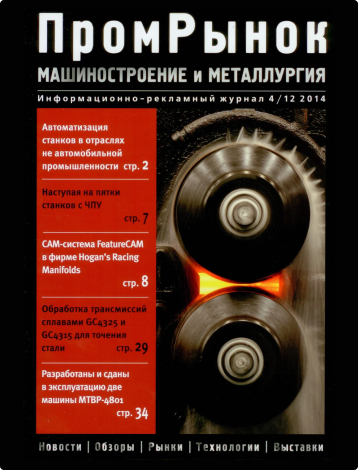 ПромРынок
МАШИНОСТРОЕНИЕ и МЕТАЛЛУРГИЯ
Информационно-рекламный журнал 4/12 2014
Автоматизация
станков в отраслях
не автомобильной
промышленности стр. 2
Наступая на пятки
станков с ЧПУ
стр. 7
CAM-система FeatureCAM
в фирме Hogan's Racing
Manifolds
стр. 8
Обработка трансмиссий
сплавами GC4325 и
GC4315 для точения
стали стр. 29
Разработаны и сданы
в эксплуатацию две
машины МТВР-4801
стр. 34
Новости | Обзоры | Рынки | Технологии | Выставки